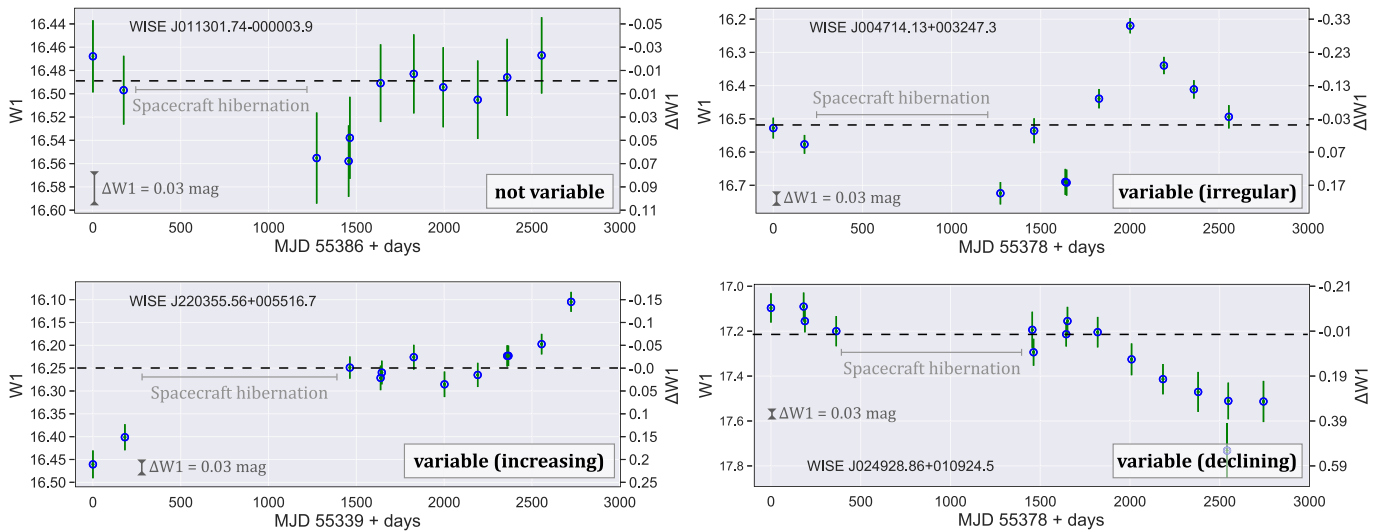 WISE J011301.74-000003.9
16.44
16.46
16.48
16.50
16.52
16.54
16.56
16.58
16.60
W1
-0.05
-0.03
-0.01
0.01
0.03
0.05
0.07
0.09
0.11
ΔW1
Spacecraft hibernation
ΔW1 = 0.03 mag
not variable
0 500 1000 1500 2000 2500 3000
MJD 55386 + days
WISE J004714.13+003247.3
16.2
16.3
16.4
16.5
16.6
16.7
W1
-0.33
-0.23
-0.13
-0.03
0.07
0.17
ΔW1
Spacecraft hibernation
ΔW1 = 0.03 mag
variable (irregular)
0 500 1000 1500 2000 2500 3000
MJD 55378 + days
WISE J220355.56+005516.7
16.10
16.15
16.20
16.25
16.30
16.35
16.40
16.45
16.50
W1
-0.15
-0.1
-0.05
-0.0
0.05
0.1
0.15
0.2
0.25
ΔW1
Spacecraft hibernation
ΔW1 = 0.03 mag
variable (increasing)
0 500 1000 1500 2000 2500 3000
MJD 55339 + days
17.0
17.2
17.4
17.6
17.8
W1
-0.21
-0.01
0.19
0.39
0.59
ΔW1
Spacecraft hibernation
ΔW1 = 0.03 mag
WISE J024928.86+010924.5
variable (declining)
0 500 1000 1500 2000 2500 3000
MJD 55378 + days